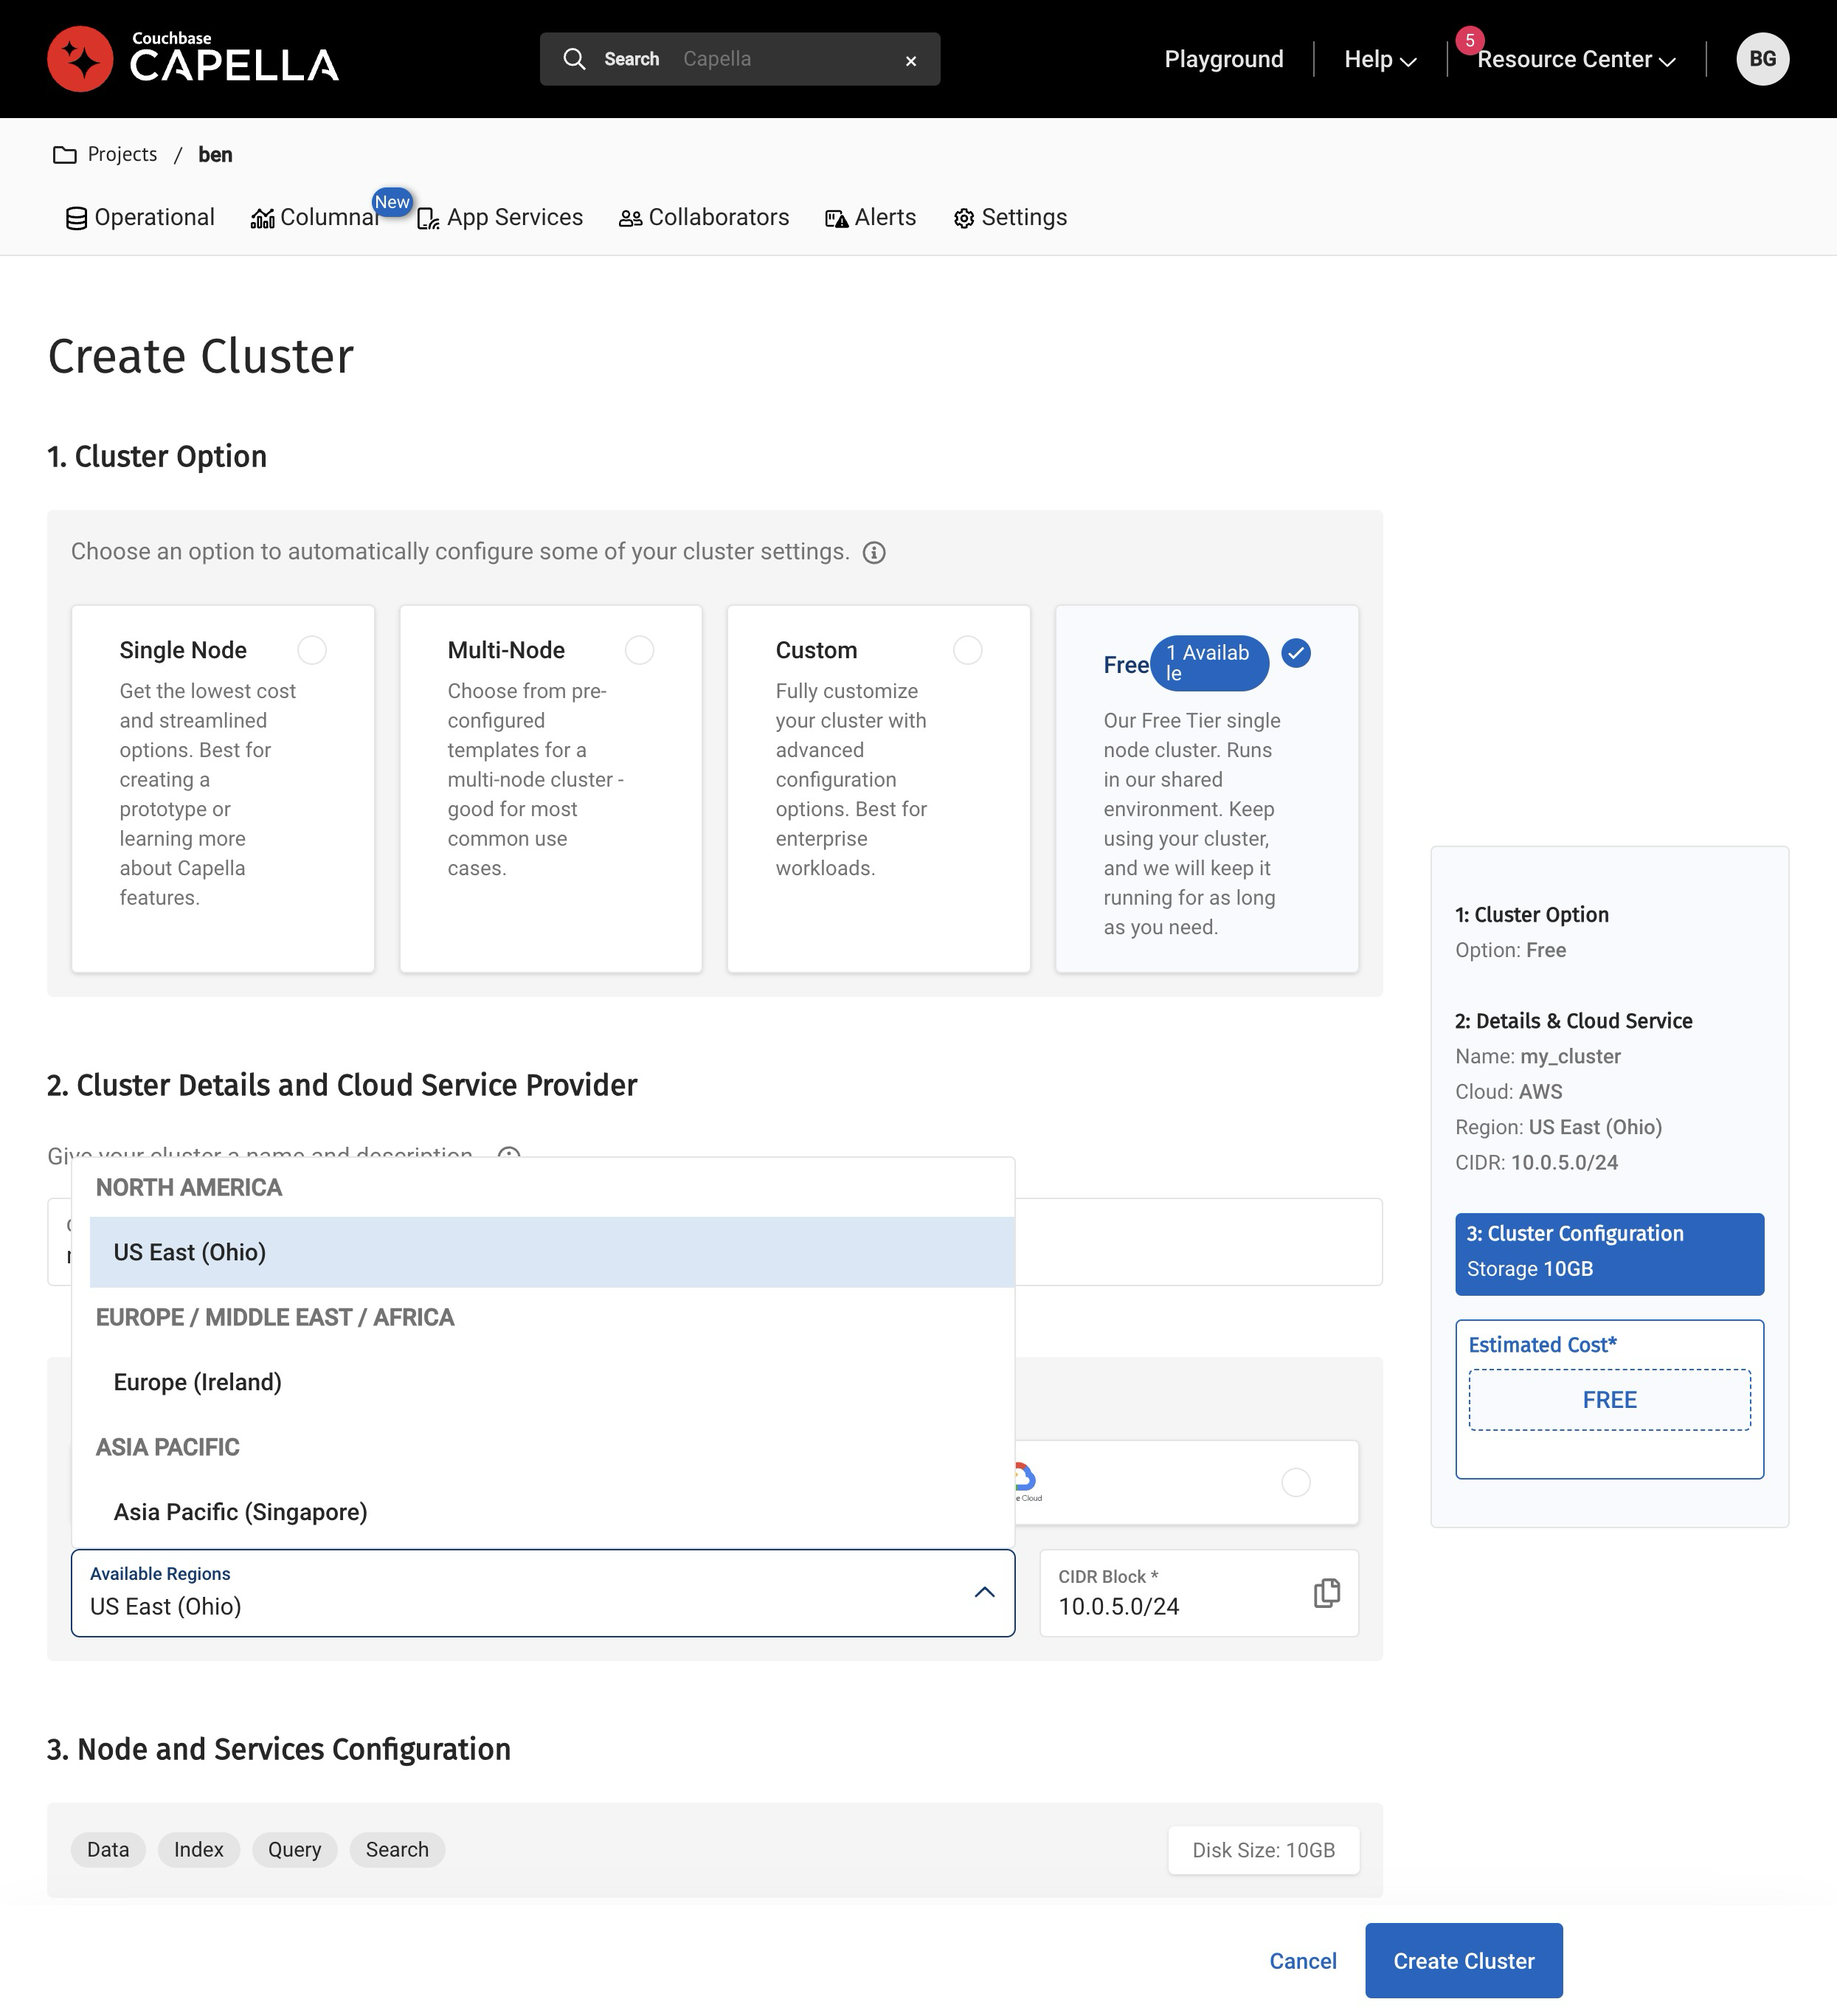 Couchbase
CAPELLA
Search Capella ×
Playground
Help
5
Resource Center
BG
Projects / ben
Operational
Columnar
New
App Services
Collaborators
Alerts
Settings
Create Cluster
1. Cluster Option
Choose an option to automatically configure some of your cluster settings.
Single Node
Get the lowest cost
and streamlined
options. Best for
creating a
prototype or
learning more
about Capella
features.
Multi-Node
Choose from pre-
configured
templates for a
multi-node cluster -
good for most
common use
cases.
Custom
Fully customize
your cluster with
advanced
configuration
options. Best for
enterprise
workloads.
Free
1 Availab
le
Our Free Tier single
node cluster. Runs
in our shared
environment. Keep
using your cluster,
and we will keep it
running for as long
as you need.
2. Cluster Details and Cloud Service Provider
Give your cluster a name and description.
NORTH AMERICA
US East (Ohio)
EUROPE / MIDDLE EAST / AFRICA
Europe (Ireland)
ASIA PACIFIC
Asia Pacific (Singapore)
e Cloud
Available Regions
US East (Ohio)
CIDR Block *
10.0.5.0/24
3. Node and Services Configuration
Data
Index
Query
Search
Disk Size: 10GB
1: Cluster Option
Option: Free
2: Details & Cloud Service
Name: my_cluster
Cloud: AWS
Region: US East (Ohio)
CIDR: 10.0.5.0/24
3: Cluster Configuration
Storage 10GB
Estimated Cost*
FREE
Cancel
Create Cluster